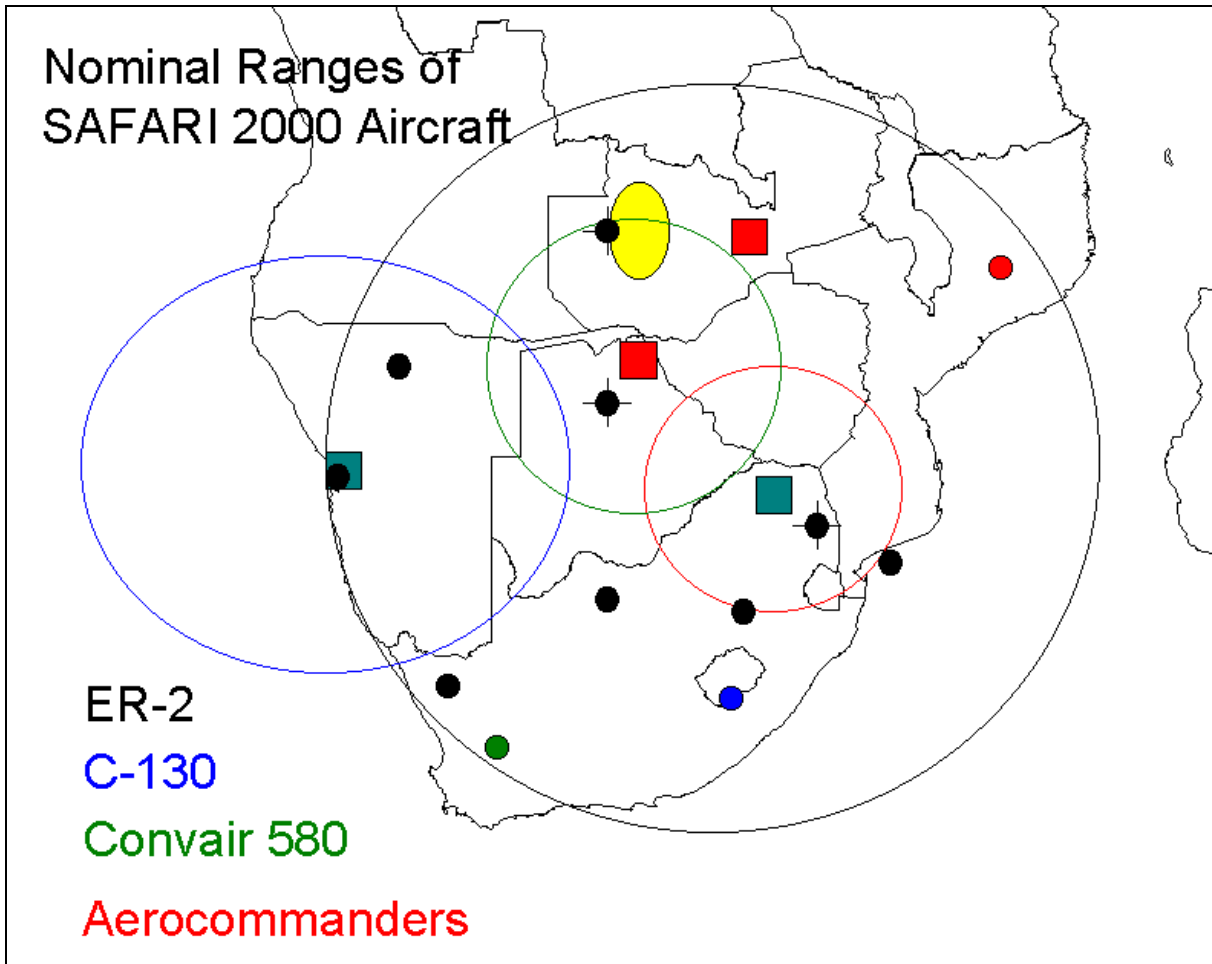 Nominal Ranges of
SAFARI 2000 Aircraft
ER-2
C-130
Convair 580
Aerocommanders